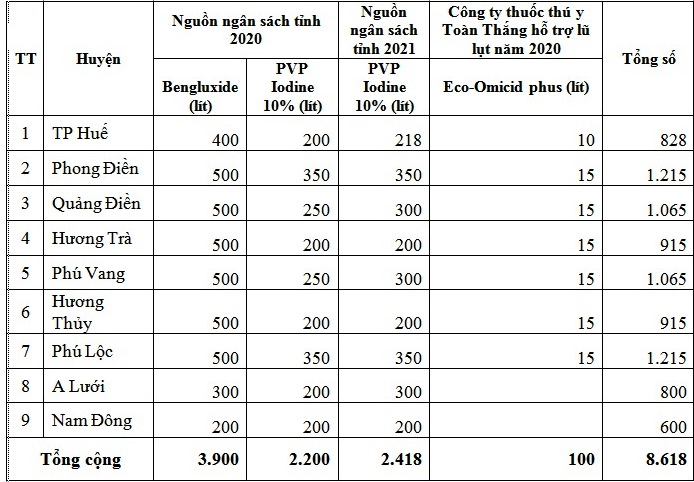 TT Huyện Nguồn ngân sách tỉnh 2020 Nguồn ngân sách tỉnh 2021 Công ty thuốc thú y Toàn Thắng hỗ trợ lũ lụt năm 2020 Tổng số
Bengluxide (lít) PVP Iodine 10% (lít) PVP Iodine 10% (lít) Eco-Omicid phus (lít)
1 TP Huế 400 200 218 10 828
2 Phong Điền 500 350 350 15 1.215
3 Quảng Điền 500 250 300 15 1.065
4 Hương Trà 500 200 200 15 915
5 Phú Vang 500 250 300 15 1.065
6 Hương Thủy 500 200 200 15 915
7 Phú Lộc 500 350 350 15 1.215
8 A Lưới 300 200 300 800
9 Nam Đông 200 200 200 600
Tổng cộng 3.900 2.200 2.418 100 8.618